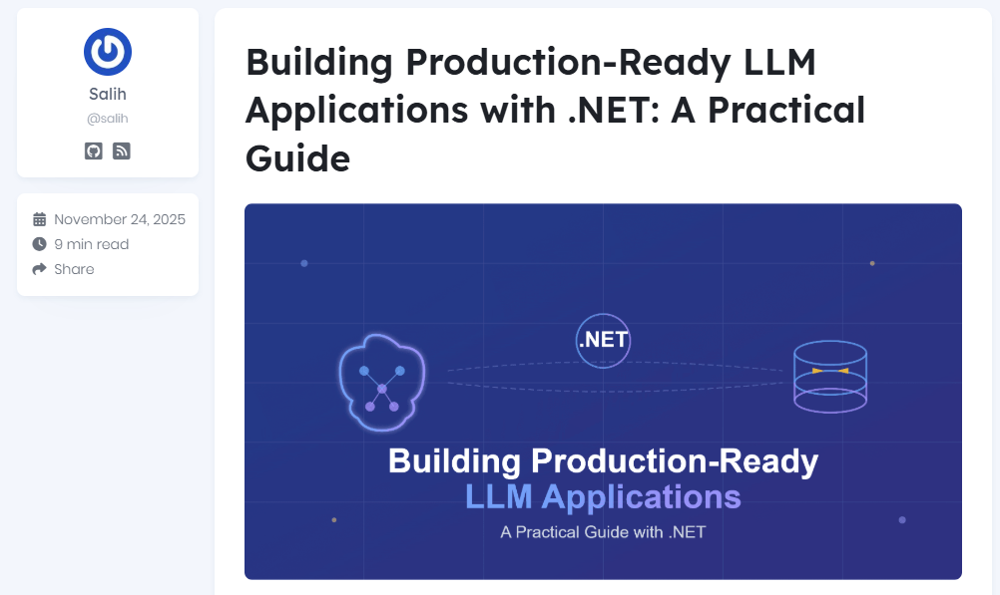 Salih
@salih
November 24, 2025
9 min read
Share
Building Production-Ready LLM
Applications with .NET: A Practical
Guide
.NET
Building Production-Ready
LLM Applications
A Practical Guide with .NET